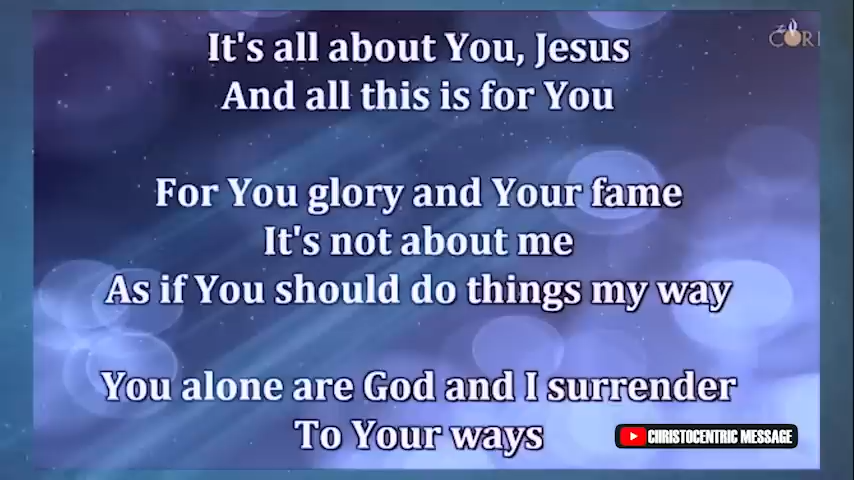 It's all about You, Jesus
And all this is for You
For You glory and Your fame
It's not about me
As if You should do things my way
You alone are God and I surrender
To Your ways
CHRISTOCENTRIC MESSAGE